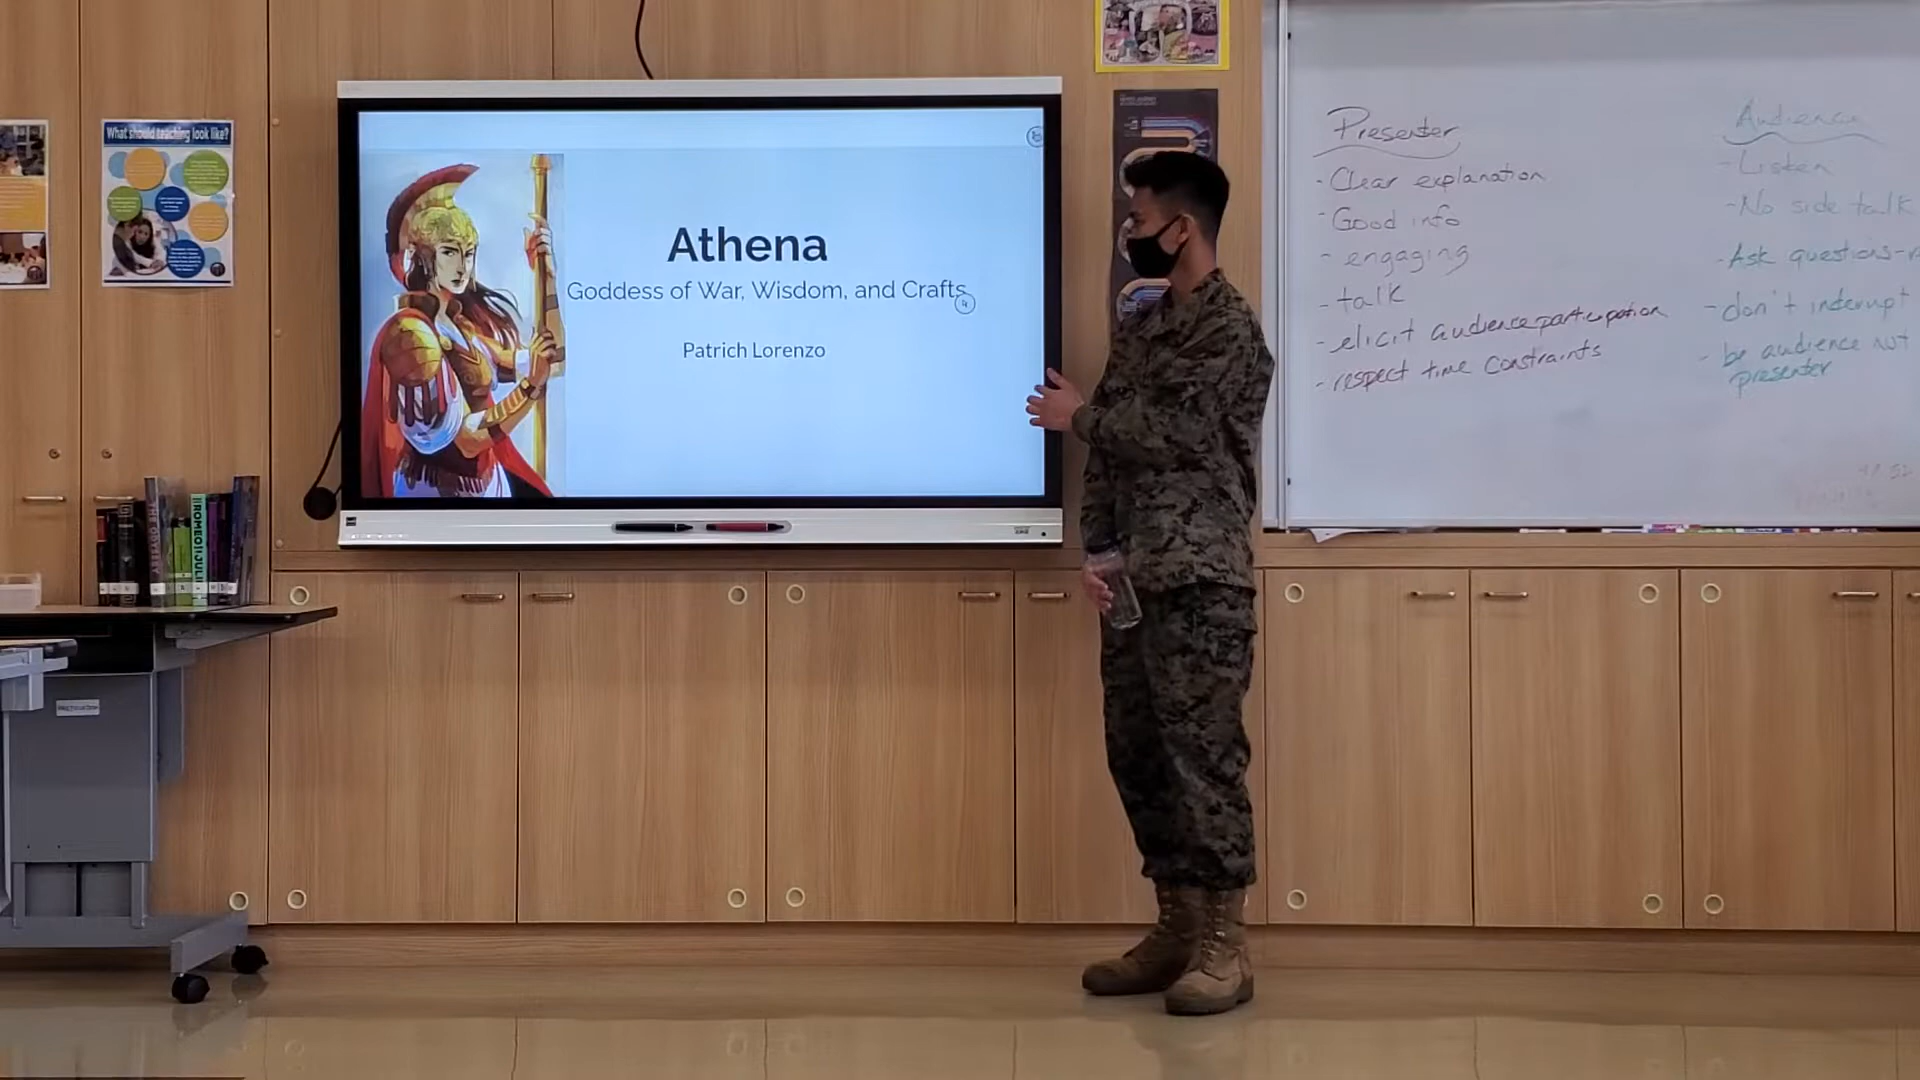 What should teaching look like?
Athena
Goddess of War, Wisdom, and Crafts
Patrich Lorenzo
THE ODYSSEY
Presenter
- Clear explanation
- Good info
- engaging
- talk
- elicit audience participation
- respect time constraints
Audience
- Listen
- No side talk
- Ask questions -
- don't interrupt
- be audience not
presenter